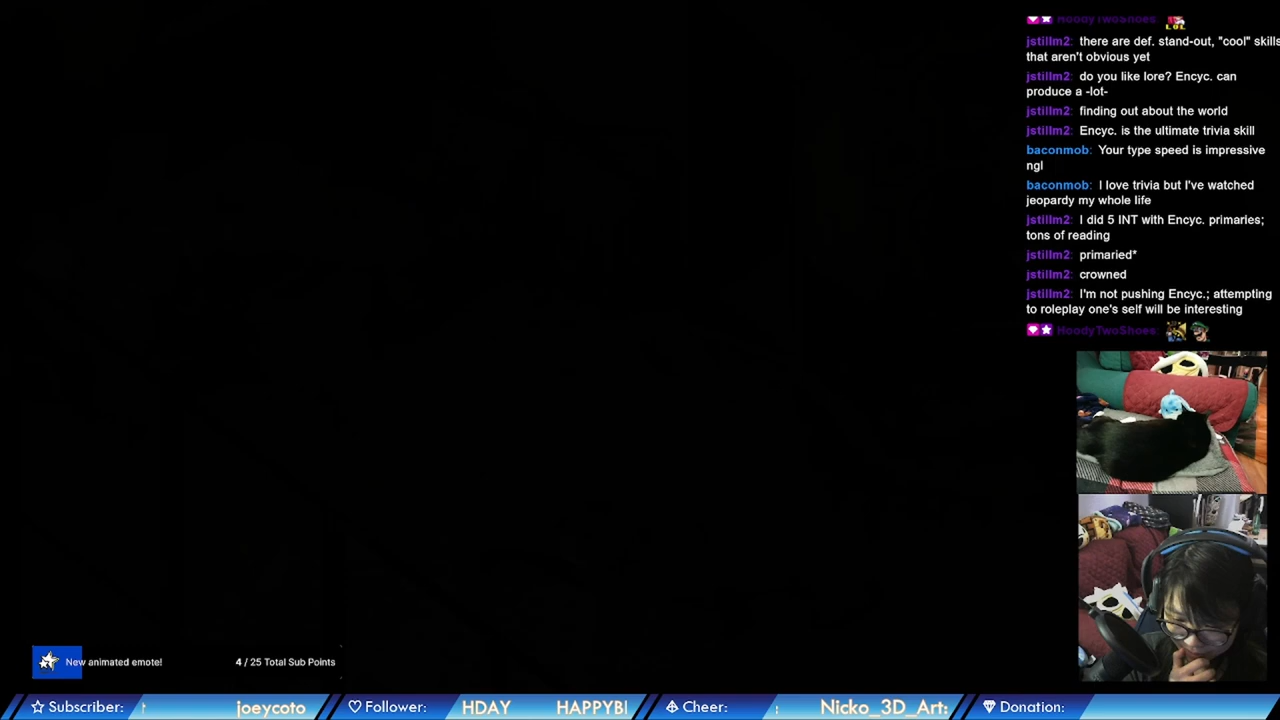 HoodyTwoShoes:
LOL
jstillm2: there are def. stand-out, "cool" skills
that aren't obvious yet
jstillm2: do you like lore? Encyc. can
produce a -lot-
jstillm2: finding out about the world
jstillm2: Encyc. is the ultimate trivia skill
baconmob: Your type speed is impressive
ngl
baconmob: I love trivia but I've watched
jeopardy my whole life
jstillm2: I did 5 INT with Encyc. primaries;
tons of reading
jstillm2: primaried*
jstillm2: crowned
jstillm2: I'm not pushing Encyc.; attempting
to roleplay one's self will be interesting
HoodyTwoShoes:
New animated emote! 4 / 25 Total Sub Points
Subscriber: joeycoto Follower: HDAY HAPPYBI Cheer: : Nicko_3D_Art: Donation: